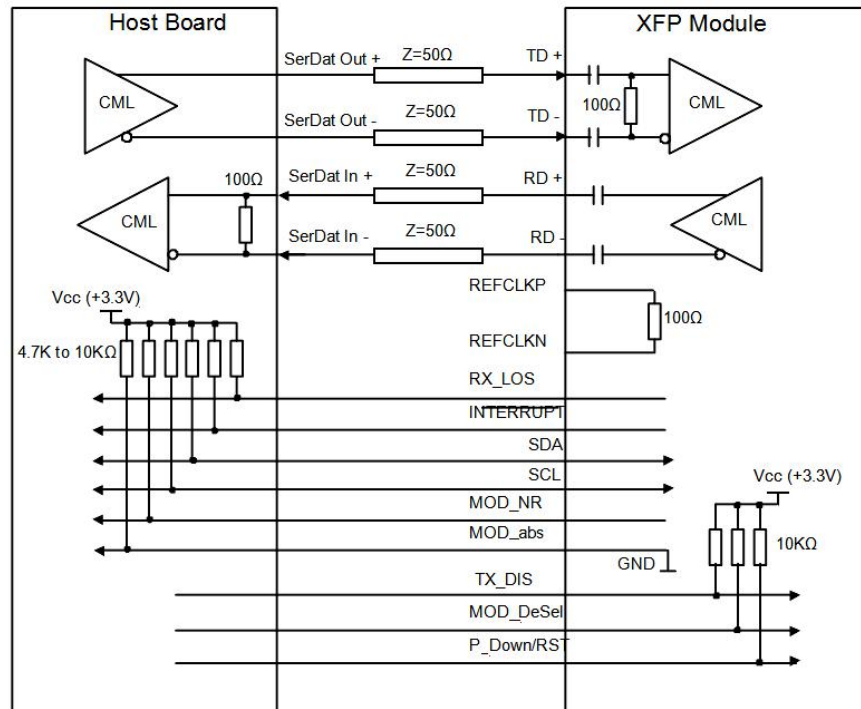 Host Board
XFP Module
SerDat Out +
Z=50Ω
TD +
CML
100Ω
CML
SerDat Out -
Z=50Ω
TD -
100Ω
SerDat In +
Z=50Ω
RD +
CML
CML
SerDat In -
Z=50Ω
RD -
REFCLKP
Vcc (+3.3V)
100Ω
REFCLKN
4.7K to 10KΩ
RX_LOS
INTERRUPT
SDA
SCL
Vcc (+3.3V)
MOD_NR
MOD_abs
10KΩ
GND
TX_DIS
MOD_DeSel
P_Down/RST